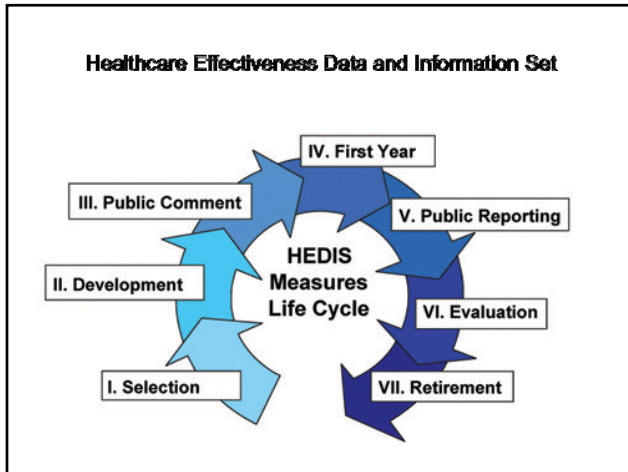 Healthcare Effectiveness Data and Information Set
IV. First Year
III. Public Comment
V. Public Reporting
HEDIS
Measures
Life Cycle
II. Development
VI. Evaluation
I. Selection
VII. Retirement